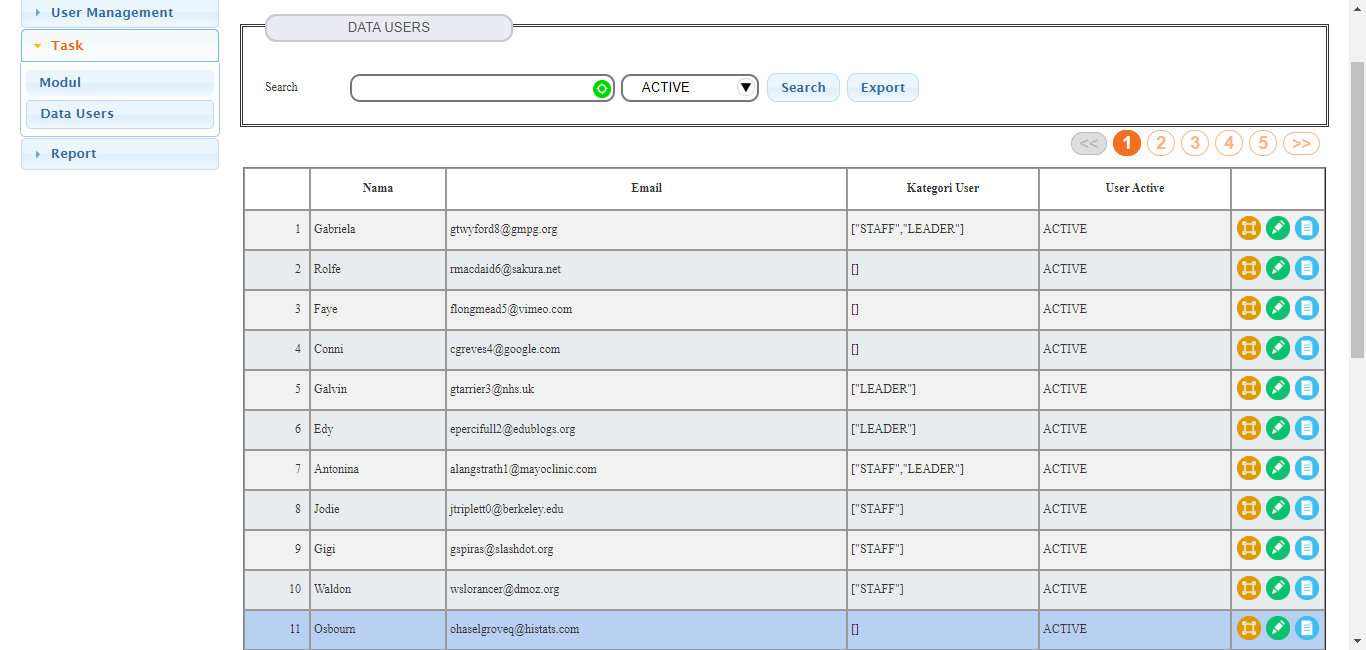 User Management
Task
Modul
Data Users
Report
DATA USERS
Search ACTIVE Search Export
<< 1 2 3 4 5 >>
Nama Email Kategori User User Active
1 Gabriela gtwyford8@gmpg.org ["STAFF","LEADER"] ACTIVE
2 Rolfe rmacdaid6@sakura.net [] ACTIVE
3 Faye flongmead5@vimeo.com [] ACTIVE
4 Conni cgreves4@google.com [] ACTIVE
5 Galvin gtarrier3@nhs.uk ["LEADER"] ACTIVE
6 Edy epercifull2@edublogs.org ["LEADER"] ACTIVE
7 Antonina alangstrath1@mayoclinic.com ["STAFF","LEADER"] ACTIVE
8 Jodie jtriplett0@berkeley.edu ["STAFF"] ACTIVE
9 Gigi gspiras@slashdot.org ["STAFF"] ACTIVE
10 Waldon wslorancer@dmoz.org ["STAFF"] ACTIVE
11 Osbourn ohaselgroveq@histats.com [] ACTIVE